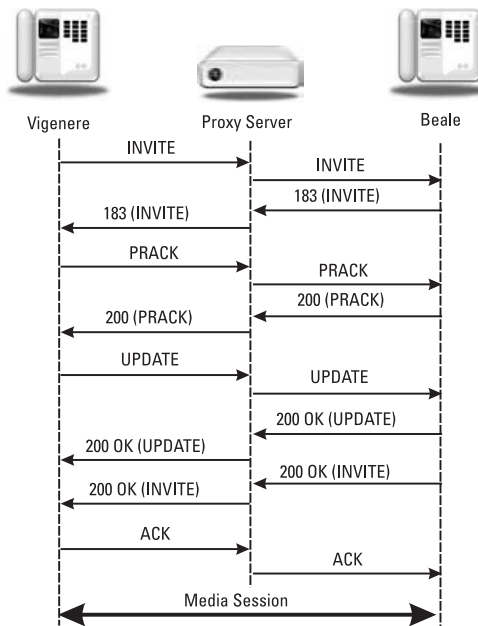 Vigenere
Proxy Server
Beale
INVITE
INVITE
183 (INVITE)
183 (INVITE)
PRACK
PRACK
200 (PRACK)
200 (PRACK)
UPDATE
UPDATE
200 OK (UPDATE)
200 OK (UPDATE)
200 OK (INVITE)
200 OK (INVITE)
ACK
ACK
Media Session